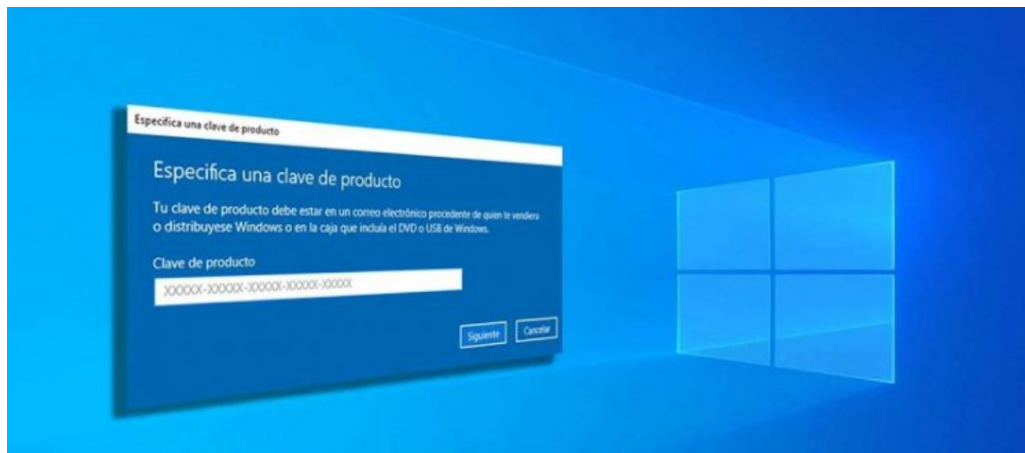 Especifica una clave de producto
Especifica una clave de producto
Tu clave de producto debe estar en un correo electrónico procedente de quien te vendiera
o distribuyese Windows o en la caja que incluía el DVD o USB de Windows.
Clave de producto
XXXXX-XXXXX-XXXXX-XXXXX-XXXXX
Siguiente Cancelar